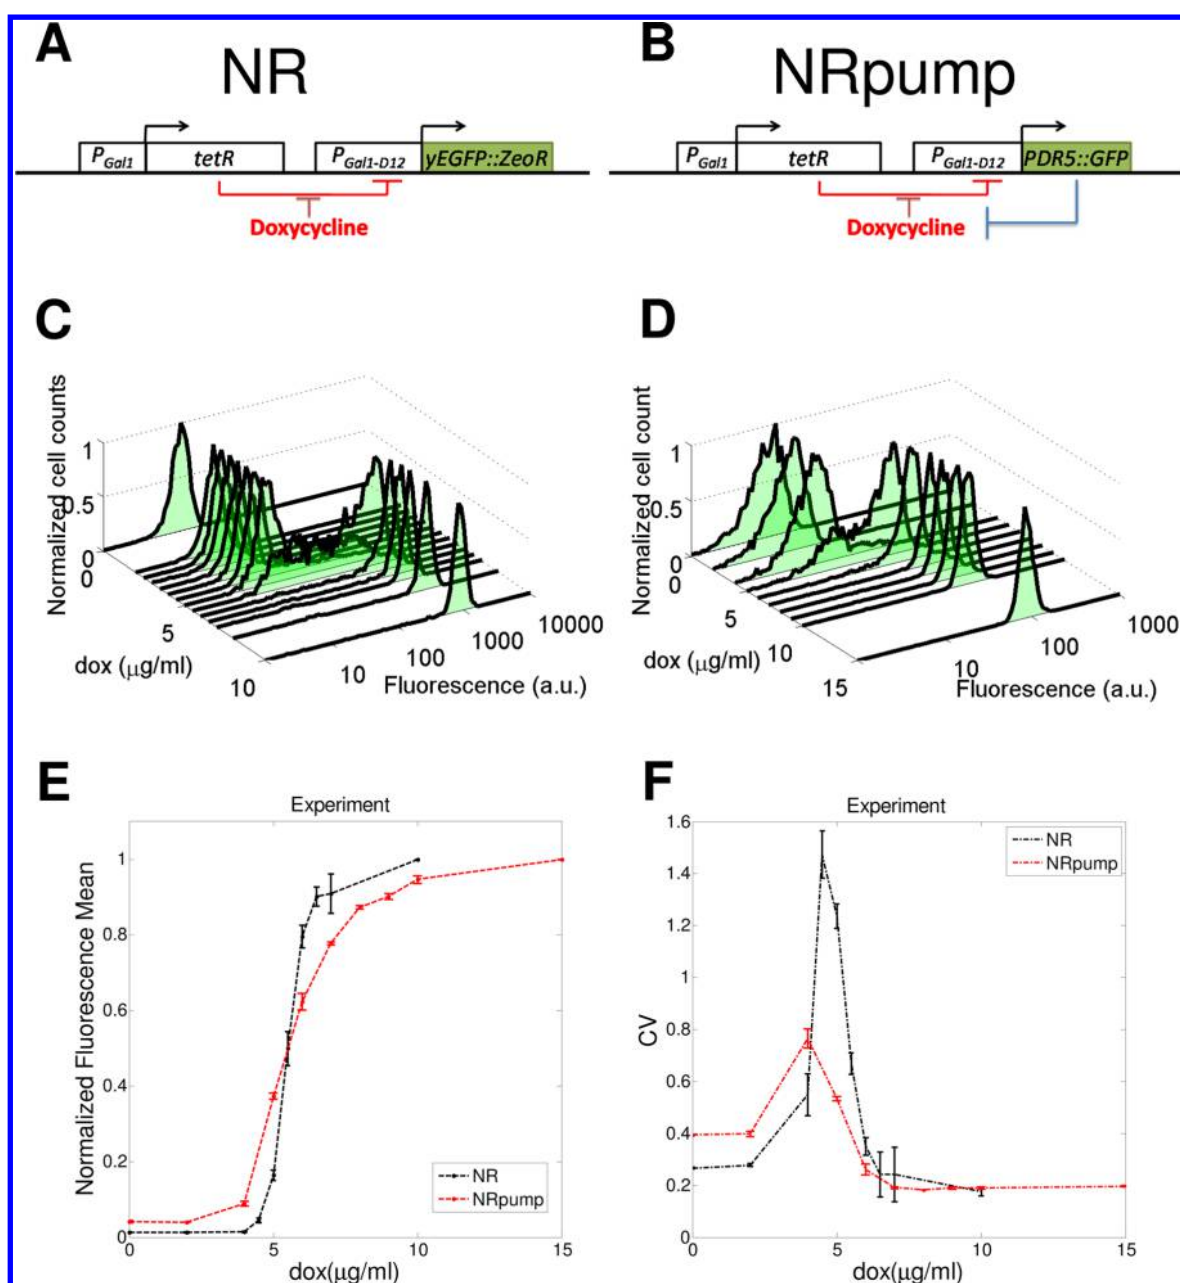 A
NR
P_Gal1 tetR P_Gal1-D12 yEGFP::ZeoR
Doxycycline
B
NRpump
P_Gal1 tetR P_Gal1-D12 PDR5::GFP
Doxycycline
C
Normalized cell counts
1
0.5
0
0
5
10
dox (μg/ml)
10
100
1000
10000
Fluorescence (a.u.)
D
Normalized cell count
1
0.5
0
0
5
10
15
dox (μg/ml)
10
100
1000
Fluorescence (a.u.)
E
Experiment
Normalized Fluorescence Mean
1
0.8
0.6
0.4
0.2
0
0 5 10 15
dox(μg/ml)
NR
NRpump
F
Experiment
CV
1.6
1.4
1.2
1
0.8
0.6
0.4
0.2
0
0 5 10 15
dox(μg/ml)
NR
NRpump